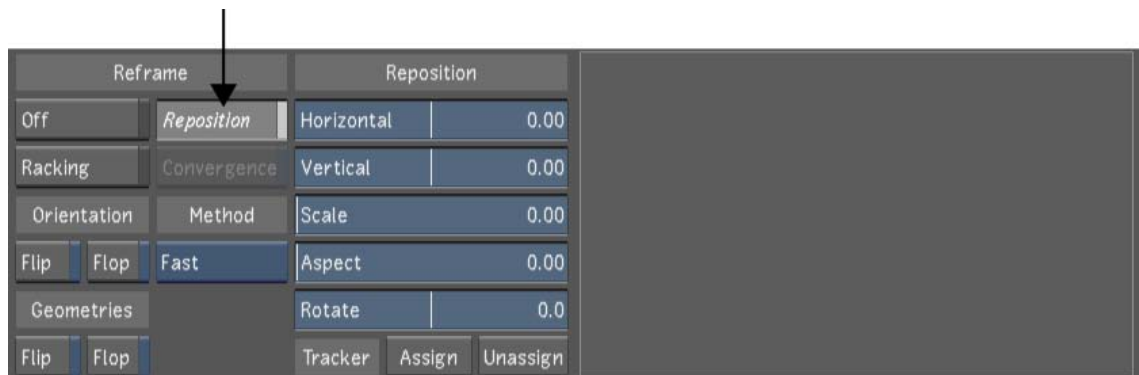 Reframe Reposition
Off Reposition Horizontal 0.00
Racking Convergence Vertical 0.00
Orientation Method Scale 0.00
Flip Flop Fast Aspect 0.00
Geometries Rotate 0.0
Flip Flop Tracker Assign Unassign